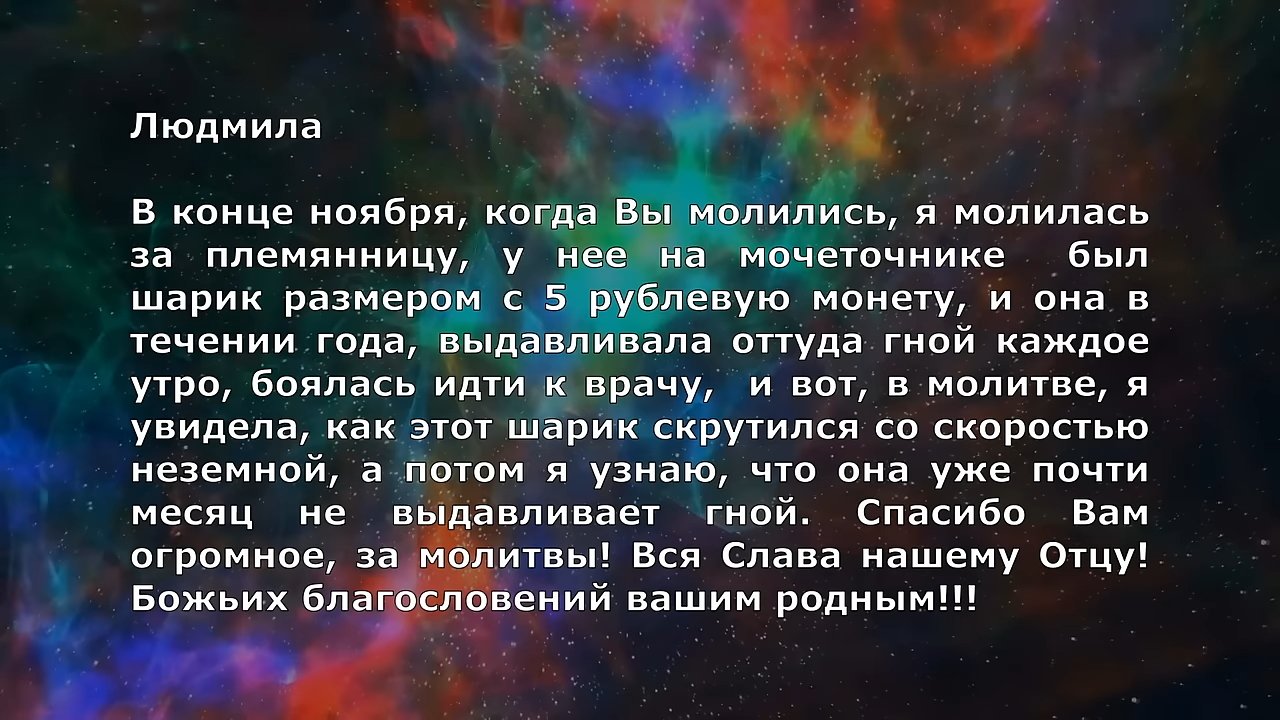 Людмила
В конце ноября, когда Вы молились, я молилась
за племянницу, у нее на мочеточнике был
шарик размером с 5 рублевую монету, и она в
течении года, выдавливала оттуда гной каждое
утро, боялась идти к врачу, и вот, в молитве, я
увидела, как этот шарик скрутился со скоростью
неземной, а потом я узнаю, что она уже почти
месяц не выдавливает гной. Спасибо Вам
огромное, за молитвы! Вся Слава нашему Отцу!
Божьих благословений вашим родным!!!